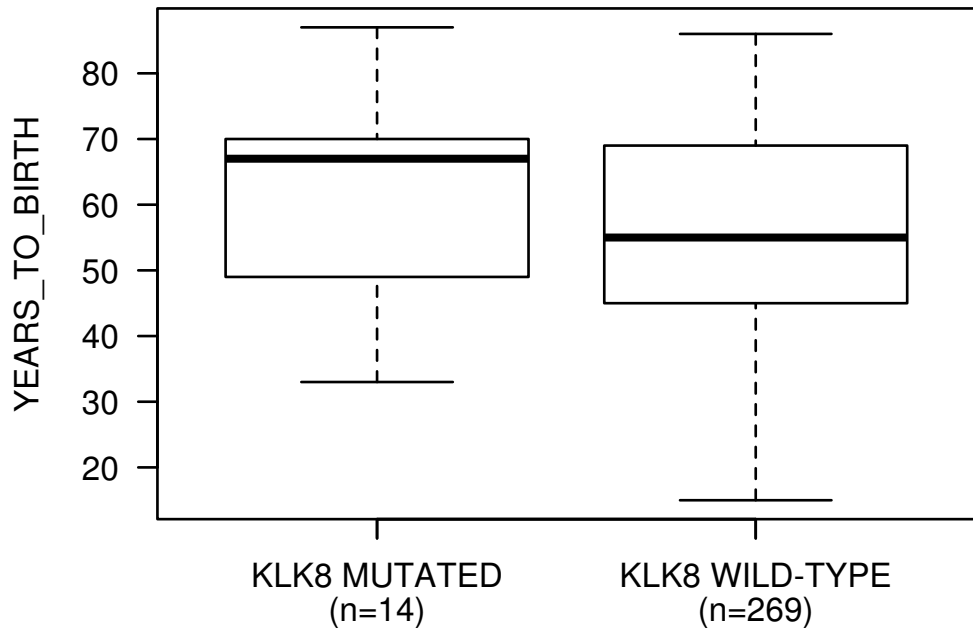 YEARS_TO_BIRTH
80
70
60
50
40
30
20
KLK8 MUTATED
(n=14)
KLK8 WILD-TYPE
(n=269)